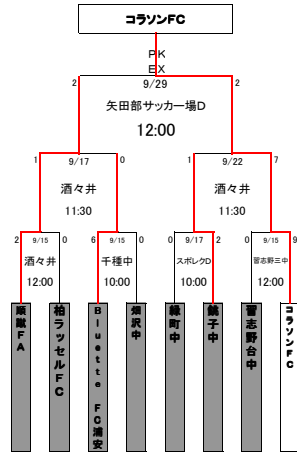 コラソンFC
PK
EX
2 9/29 2
矢田部サッカー場D
12:00
1 9/17 0
1 9/22 7
酒々井
11:30
酒々井
11:30
2 9/15 0
6 9/15 0
0 9/17 2
0 9/15 9
酒々井
12:00
千種中
10:00
スポレクD
10:00
習志野三中
12:00
蹴FA
柏ラッセルFC
Bluette FC浦安
畑沢中
緑町中
銚子中
習志野台中
コラソンFC